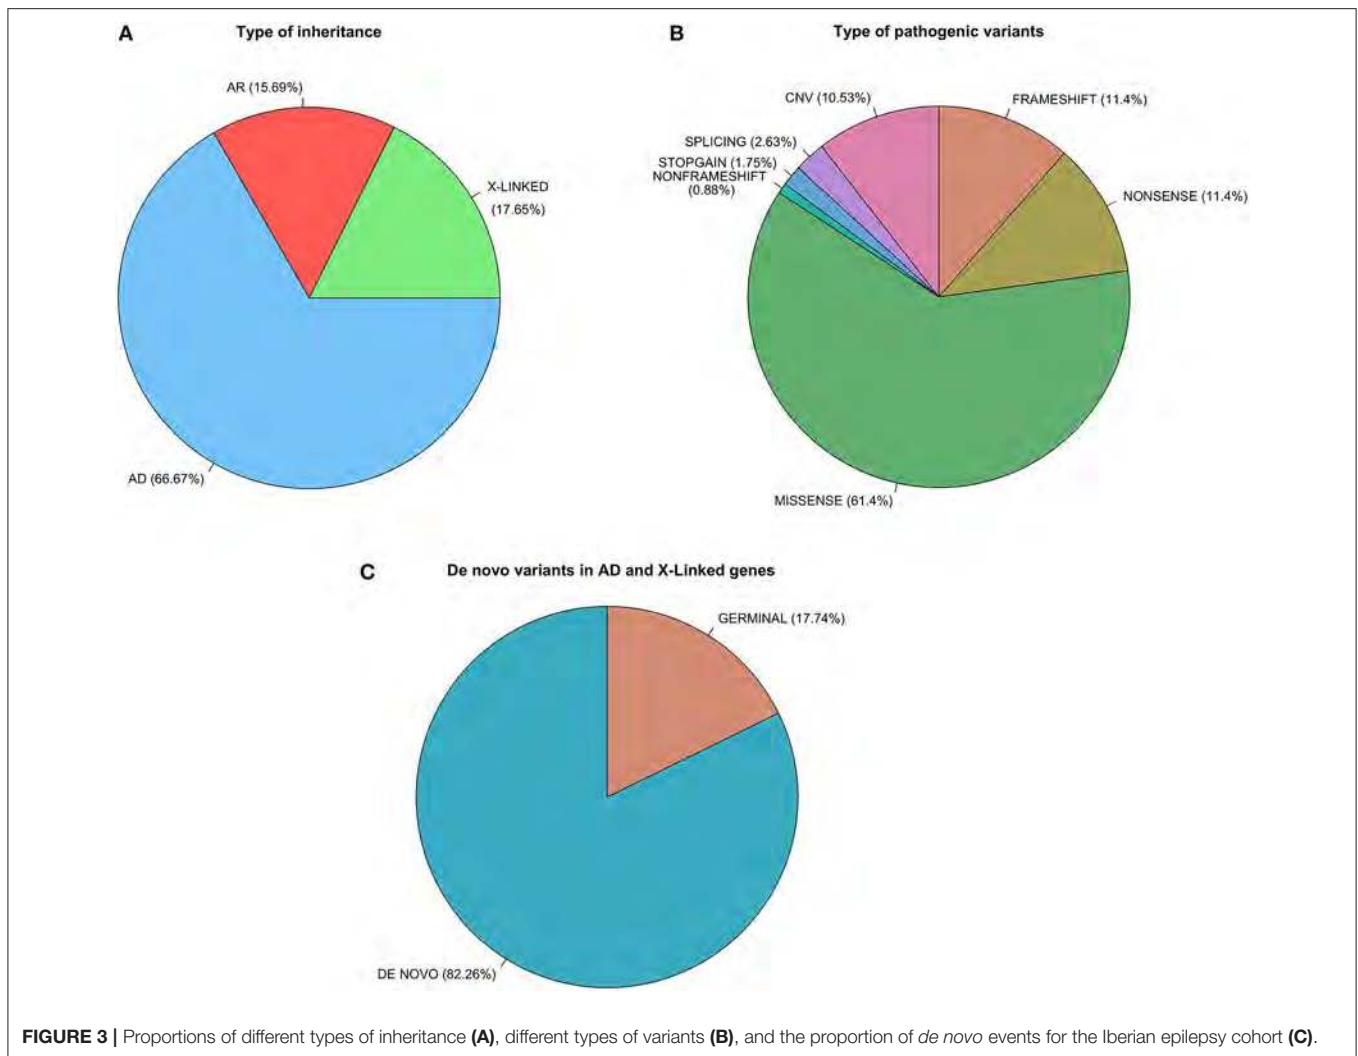 A
Type of inheritance
AR (15.69%)
X-LINKED
(17.65%)
AD (66.67%)
B
Type of pathogenic variants
CNV (10.53%)
FRAMESHIFT (11.4%)
SPLICING (2.63%)
STOPGAIN (1.75%)
NONFRAMESHIFT
(0.88%)
NONSENSE (11.4%)
MISSENSE (61.4%)
C
De novo variants in AD and X-Linked genes
GERMINAL (17.74%)
DE NOVO (82.26%)
FIGURE 3 | Proportions of different types of inheritance (A), different types of variants (B), and the proportion of de novo events for the Iberian epilepsy cohort (C).